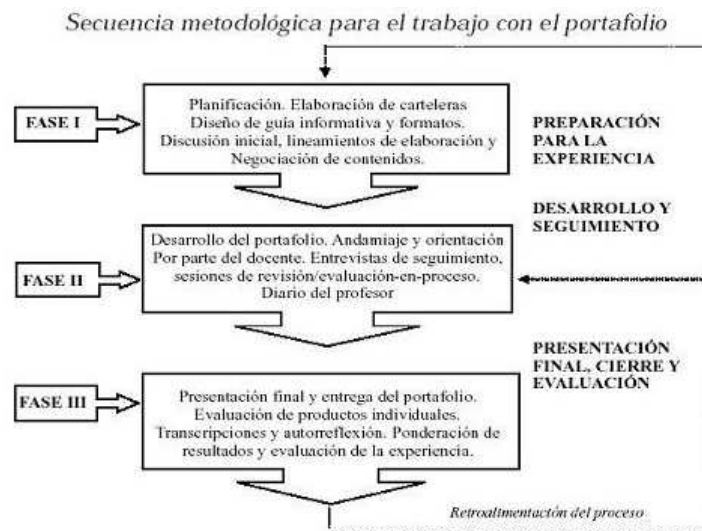 Secuencia metodológica para el trabajo con el portafolio
FASE I
Planificación. Elaboración de carteleras
Diseño de guía informativa y formatos.
Discusión inicial, lineamientos de elaboración y
Negociación de contenidos.
PREPARACIÓN
PARA LA
EXPERIENCIA
DESARROLLO Y
SEGUIMIENTO
FASE II
Desarrollo del portafolio. Andamiaje y orientación
Por parte del docente. Entrevistas de seguimiento,
sesiones de revisión/evaluación-en-proceso.
Diario del profesor
PRESENTACIÓN
FINAL, CIERRE Y
EVALUACIÓN
FASE III
Presentación final y entrega del portafolio.
Evaluación de productos individuales.
Transcripciones y autorreflexión. Ponderación de
resultados y evaluación de la experiencia.
Retroalimentación del proceso